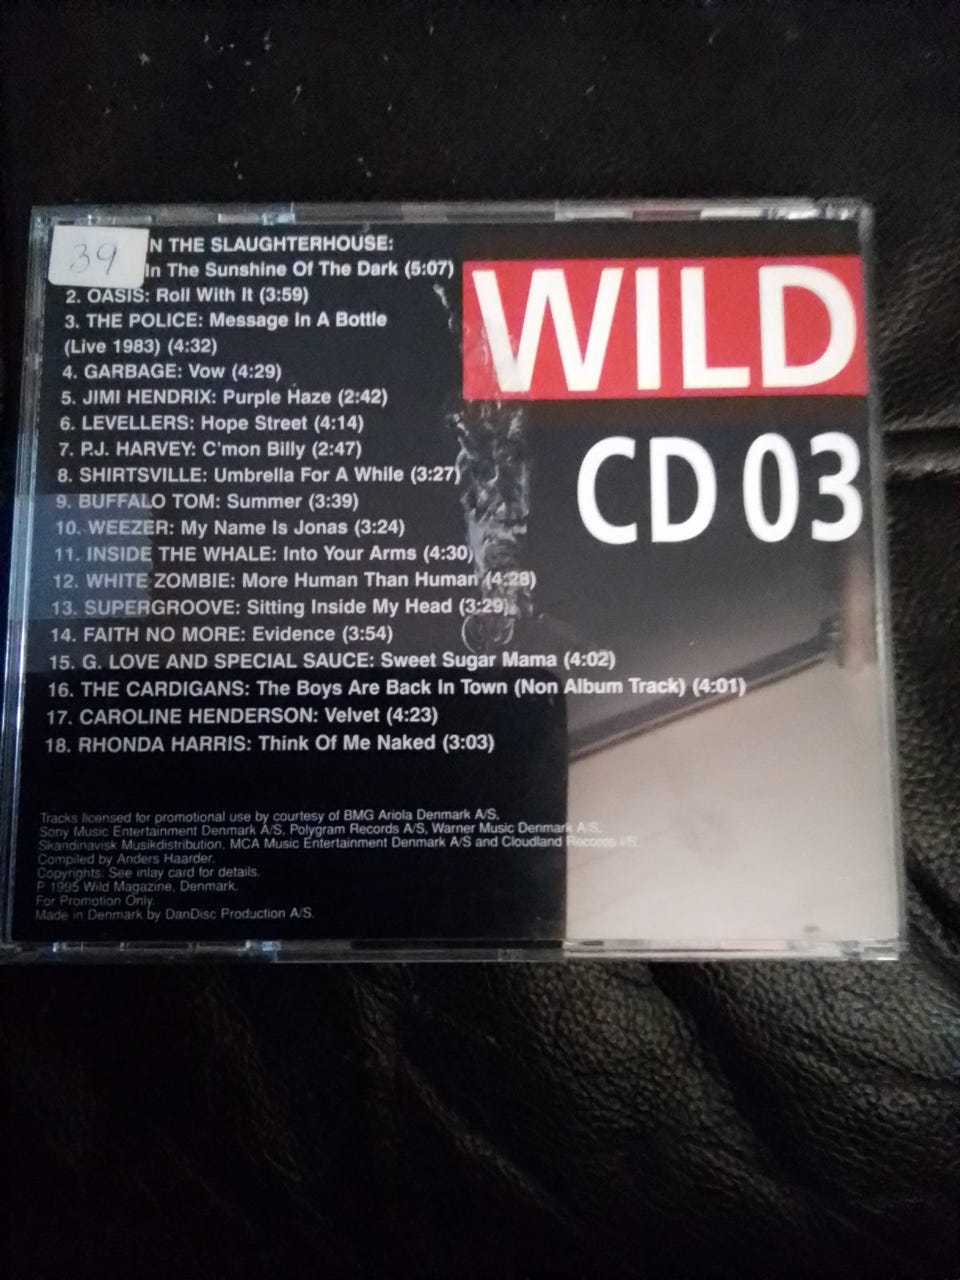 39
N THE SLAUGHTERHOUSE:
In The Sunshine Of The Dark (5:07)
2. OASIS: Roll With It (3:59)
3. THE POLICE: Message In A Bottle
(Live 1983) (4:32)
4. GARBAGE: Vow (4:29)
5. JIMI HENDRIX: Purple Haze (2:42)
6. LEVELLERS: Hope Street (4:14)
7. P.J. HARVEY: C'mon Billy (2:47)
8. SHIRTSVILLE: Umbrella For A While (3:27)
9. BUFFALO TOM: Summer (3:39)
10. WEEZER: My Name Is Jonas (3:24)
11. INSIDE THE WHALE: Into Your Arms (4:30)
12. WHITE ZOMBIE: More Human Than Human (4:28)
13. SUPERGROOVE: Sitting Inside My Head (3:29)
14. FAITH NO MORE: Evidence (3:54)
15. G. LOVE AND SPECIAL SAUCE: Sweet Sugar Mama (4:02)
16. THE CARDIGANS: The Boys Are Back In Town (Non Album Track) (4:01)
17. CAROLINE HENDERSON: Velvet (4:23)
18. RHONDA HARRIS: Think Of Me Naked (3:03)
WILD
CD 03
Tracks licensed for promotional use by courtesy of BMG Ariola Denmark A/S,
Sony Music Entertainment Denmark A/S, Polygram Records A/S, Warner Music Denmark A/S,
Skandinavisk Musikdistribution, MCA Music Entertainment Denmark A/S and Cloudland Records I/S.
Compiled by Anders Haarder.
Copyrights: See inlay card for details.
P 1995 Wild Magazine, Denmark.
For Promotion Only.
Made in Denmark by DanDisc Production A/S.